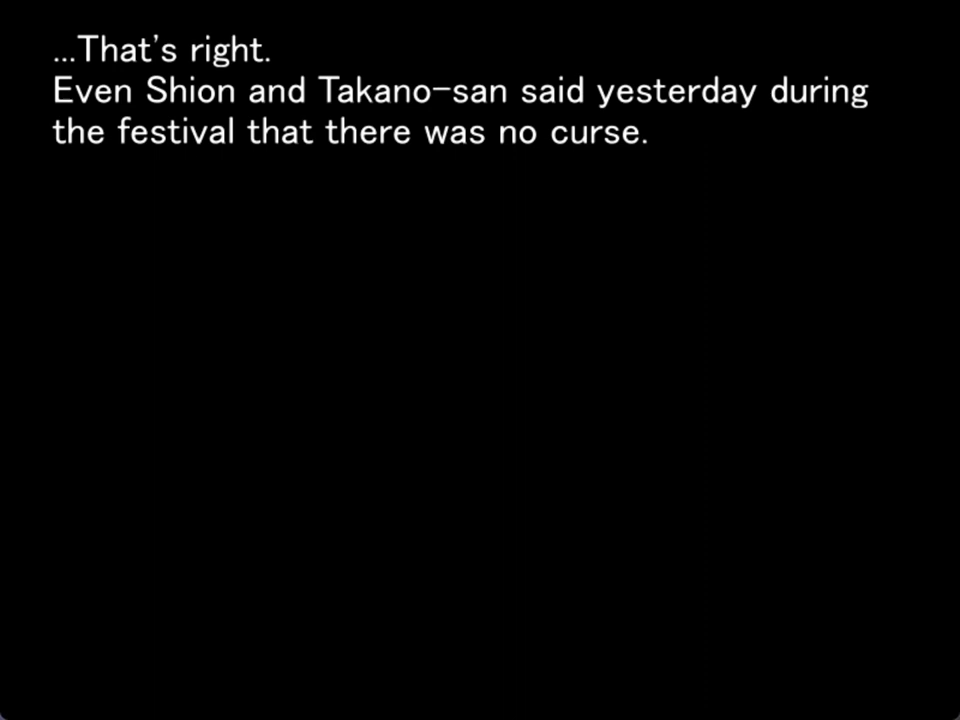 ...That's right.
Even Shion and Takano-san said yesterday during
the festival that there was no curse.